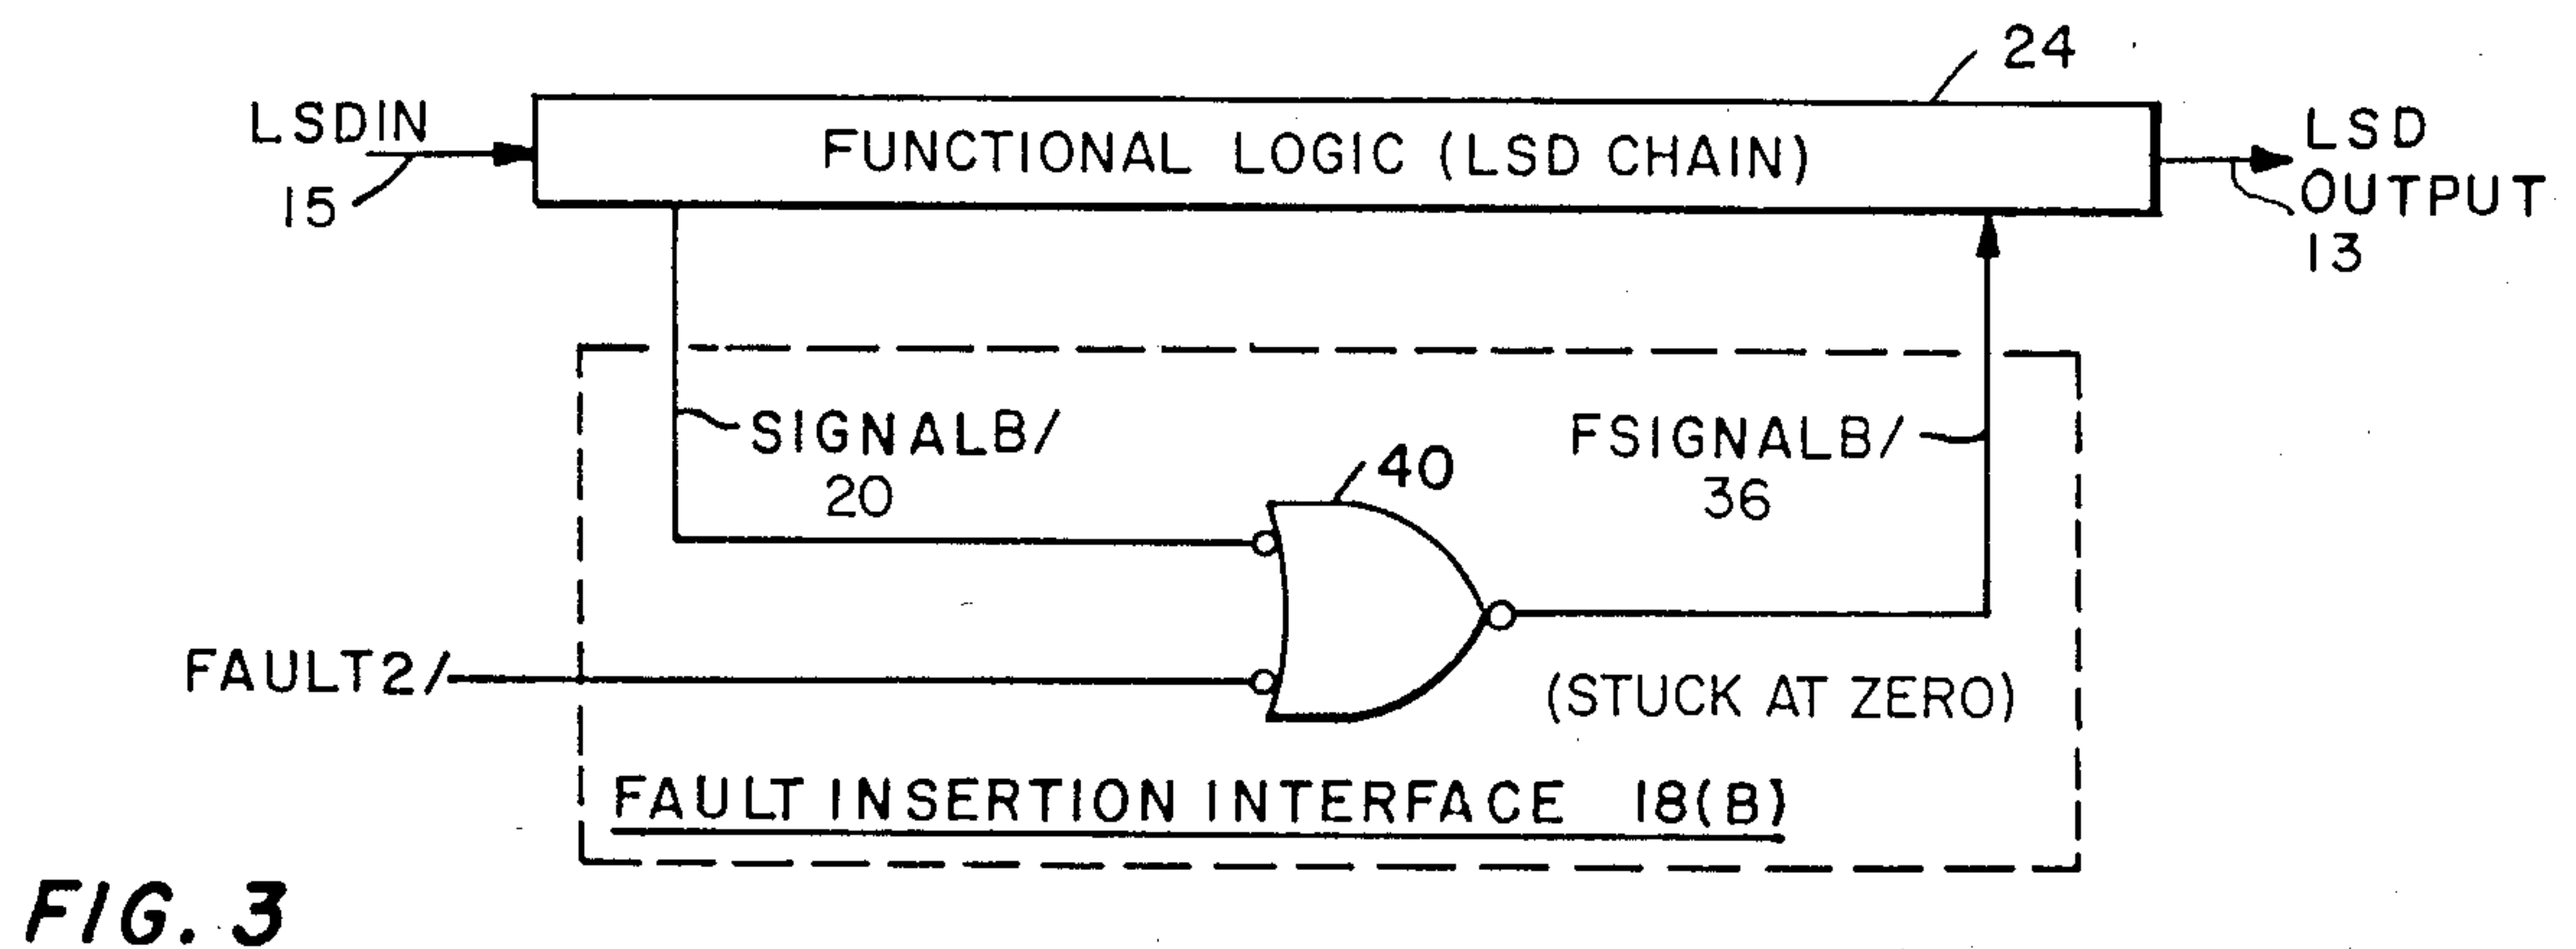 24
LSDIN
15
FUNCTIONAL LOGIC (LSD CHAIN)
LSD
OUTPUT
13
SIGNALB/
20
FSIGNALB/
36
40
FAULT2/
(STUCK AT ZERO)
FAULT INSERTION INTERFACE 18(B)
FIG. 3